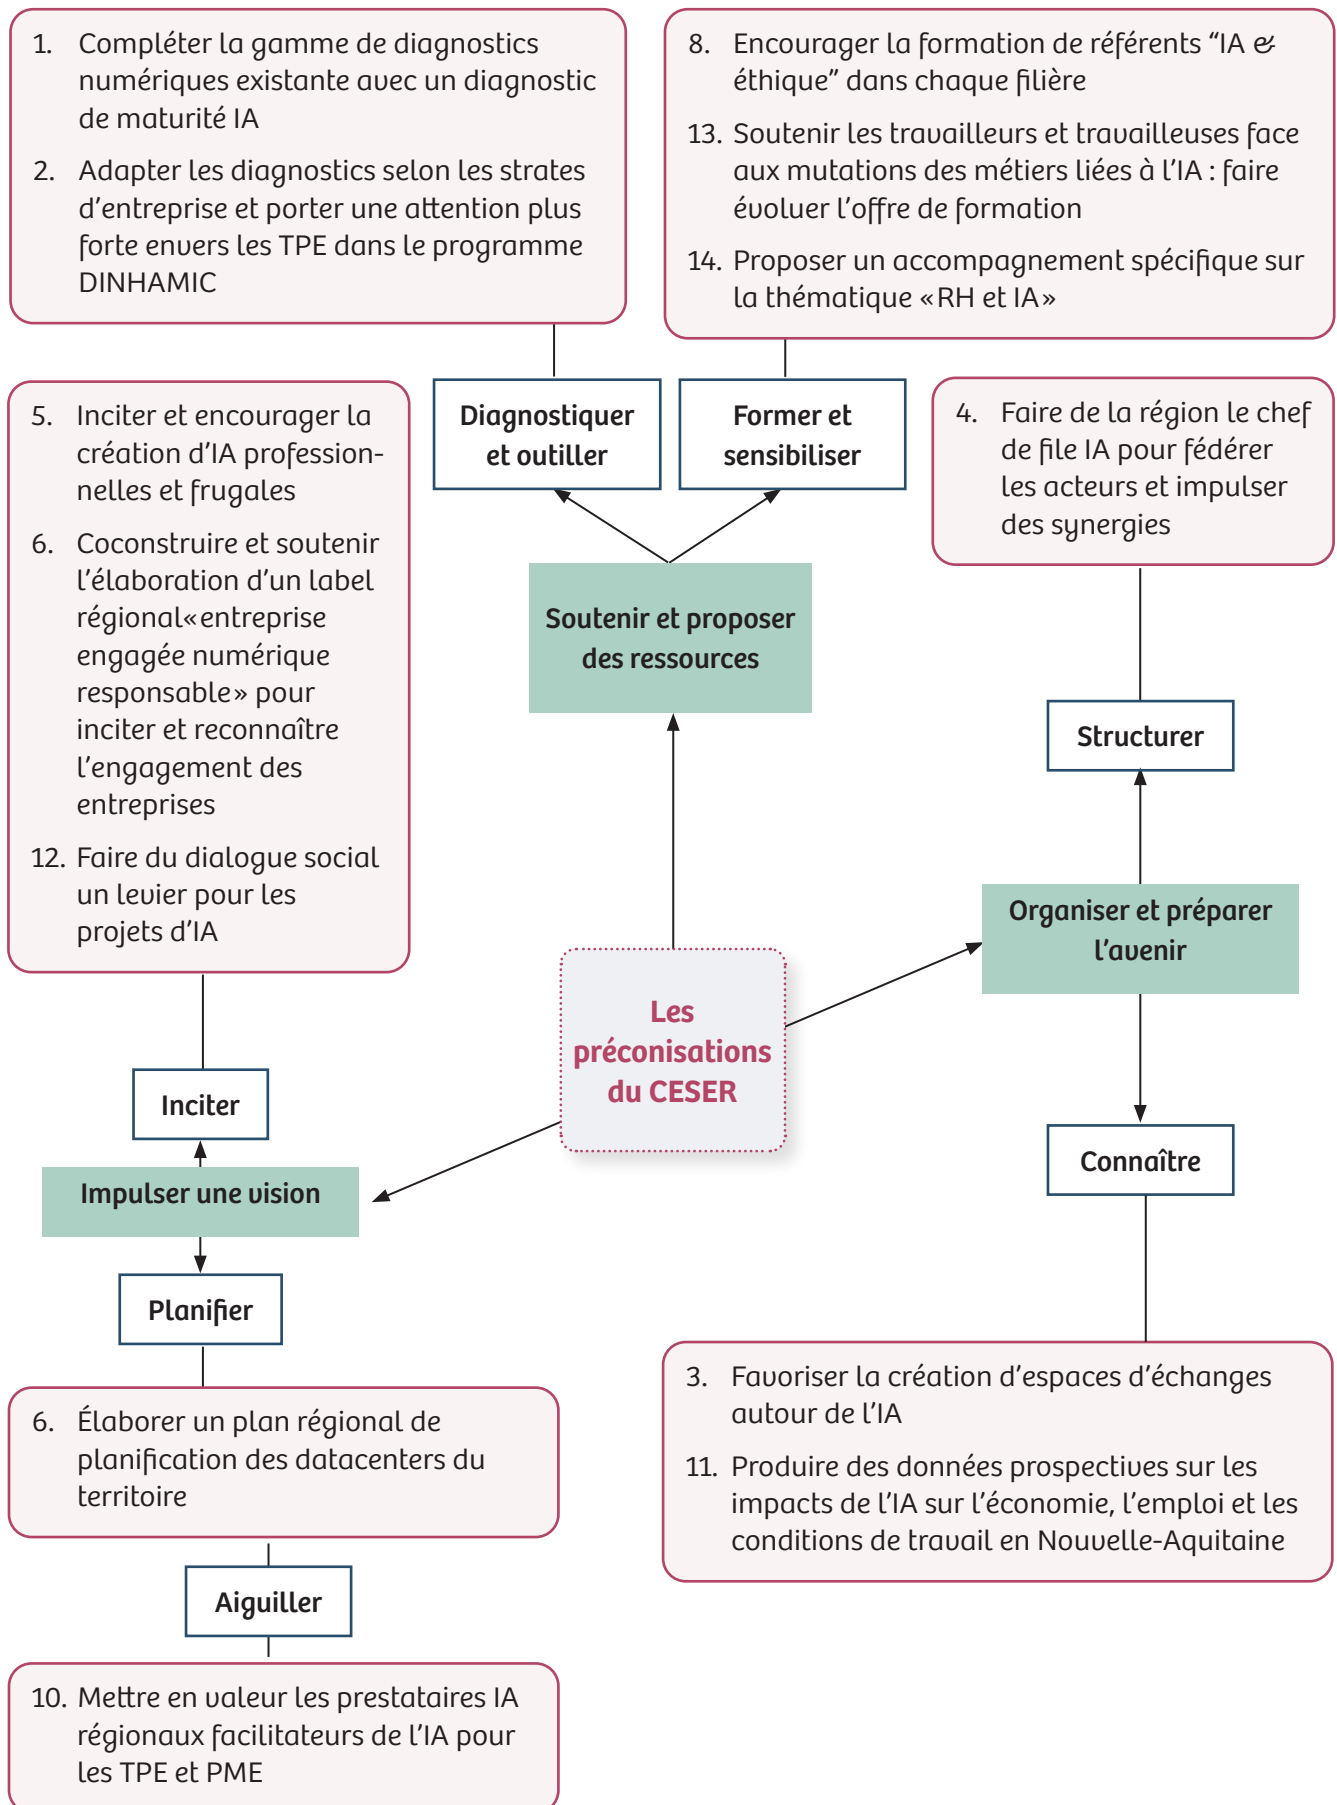 1. Compléter la gamme de diagnostics
numériques existante avec un diagnostic
de maturité IA
2. Adapter les diagnostics selon les strates
d'entreprise et porter une attention plus
forte envers les TPE dans le programme
DINHAMIC
8. Encourager la formation de référents “IA &
éthique” dans chaque filière
13. Soutenir les travailleurs et travailleuses face
aux mutations des métiers liées à l'IA : faire
évoluer l'offre de formation
14. Proposer un accompagnement spécifique sur
la thématique «RH et IA»
Diagnostiquer
et outiller
Former et
sensibiliser
5. Inciter et encourager la
création d'IA profession-
nelles et frugales
6. Coconstruire et soutenir
l'élaboration d'un label
régional«entreprise
engagée numérique
responsable» pour
inciter et reconnaître
l'engagement des
entreprises
12. Faire du dialogue social
un levier pour les
projets d'IA
4. Faire de la région le chef
de file IA pour fédérer
les acteurs et impulser
des synergies
Soutenir et proposer
des ressources
Structurer
Organiser et préparer
l'avenir
Les
préconisations
du CESER
Inciter
Impulser une vision
Connaître
Planifier
3. Favoriser la création d'espaces d'échanges
autour de l'IA
11. Produire des données prospectives sur les
impacts de l'IA sur l'économie, l'emploi et les
conditions de travail en Nouvelle-Aquitaine
6. Élaborer un plan régional de
planification des datacenters du
territoire
Aiguiller
10. Mettre en valeur les prestataires IA
régionaux facilitateurs de l'IA pour
les TPE et PME